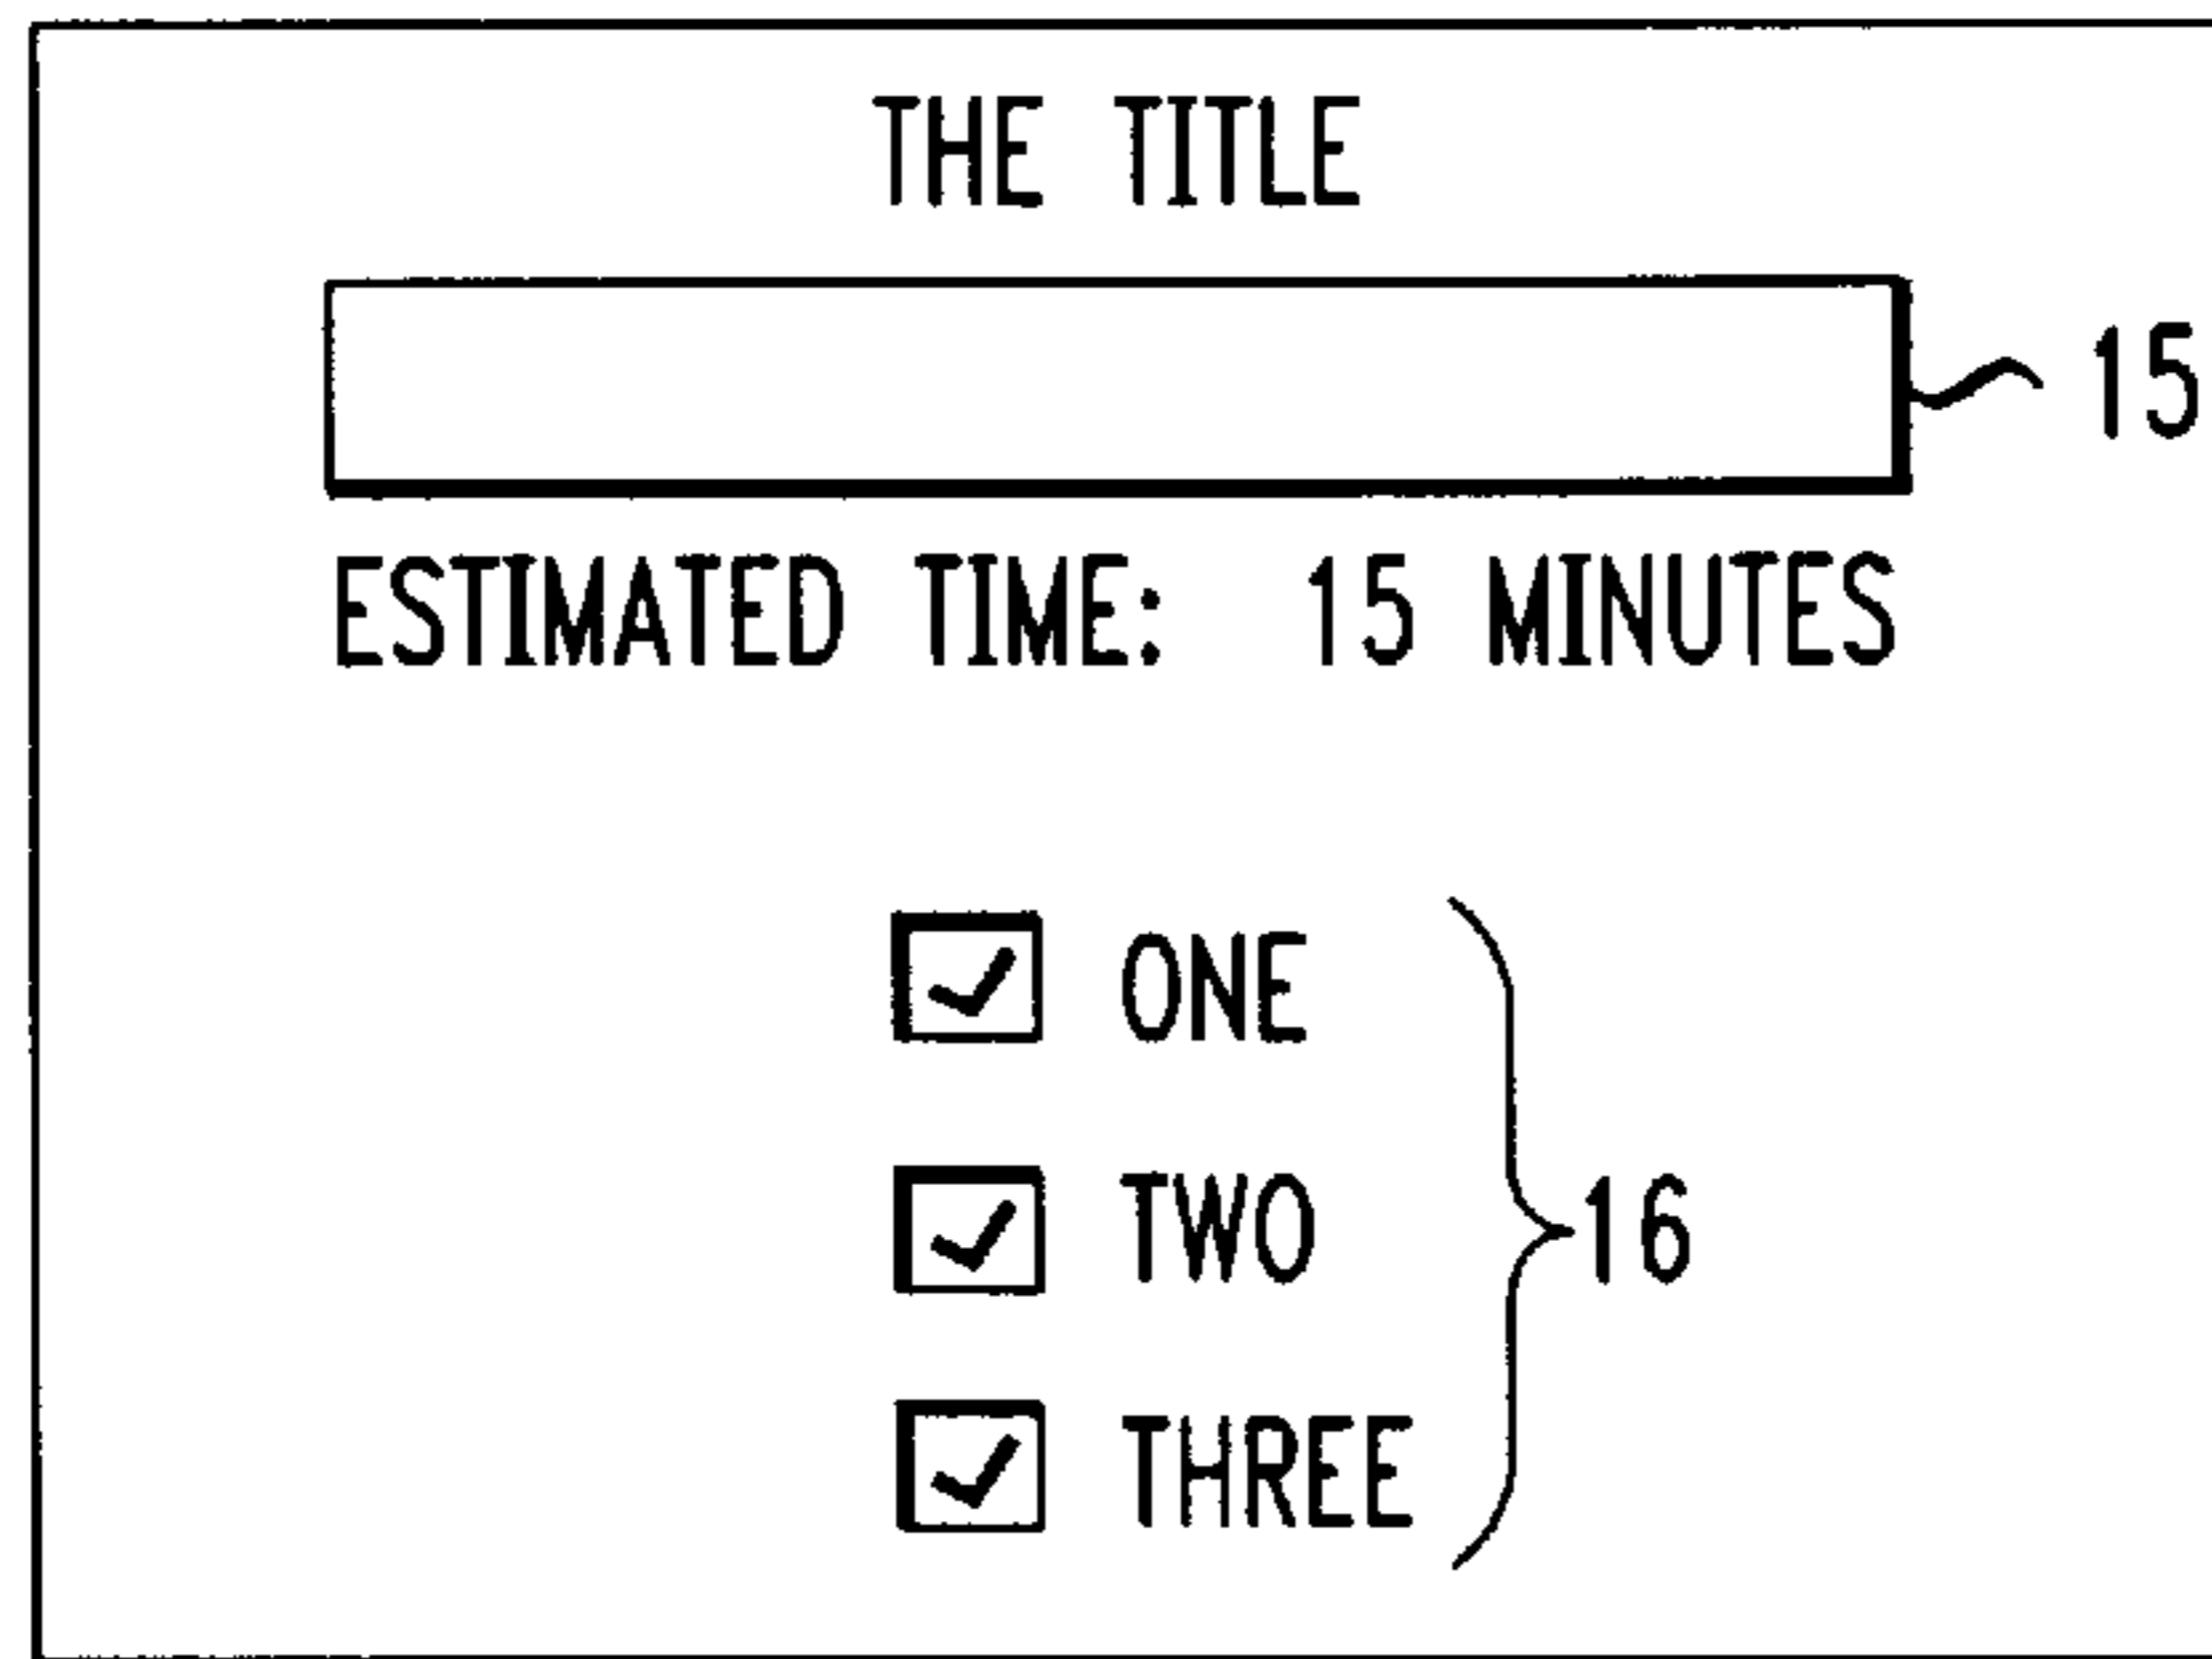 THE TITLE
15
ESTIMATED TIME: 15 MINUTES
ONE
TWO
16
THREE